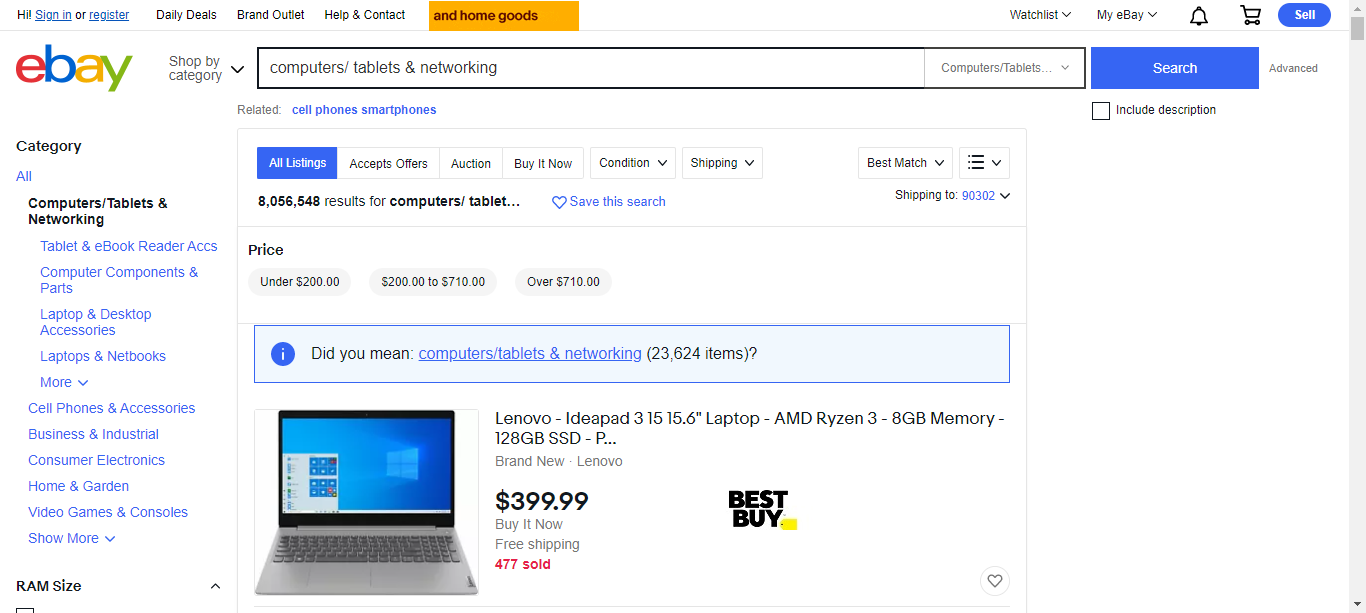 Hi! Sign in or register
Daily Deals
Brand Outlet
Help & Contact
and home goods
Watchlist
My eBay
Sell
ebay
Shop by
category
computers/ tablets & networking
Computers/Tablets...
Search
Advanced
Related: cell phones smartphones
Include description
Category
All
Computers/Tablets &
Networking
Tablet & eBook Reader Accs
Computer Components &
Parts
Laptop & Desktop
Accessories
Laptops & Netbooks
More
Cell Phones & Accessories
Business & Industrial
Consumer Electronics
Home & Garden
Video Games & Consoles
Show More
RAM Size
All Listings
Accepts Offers
Auction
Buy It Now
Condition
Shipping
Best Match
8,056,548 results for computers/ tablet...
Save this search
Shipping to: 90302
Price
Under $200.00
$200.00 to $710.00
Over $710.00
Did you mean: computers/tablets & networking (23,624 items)?
Lenovo - Ideapad 3 15 15.6" Laptop - AMD Ryzen 3 - 8GB Memory -
128GB SSD - P...
Brand New · Lenovo
$399.99
Buy It Now
Free shipping
477 sold
BEST
BUY